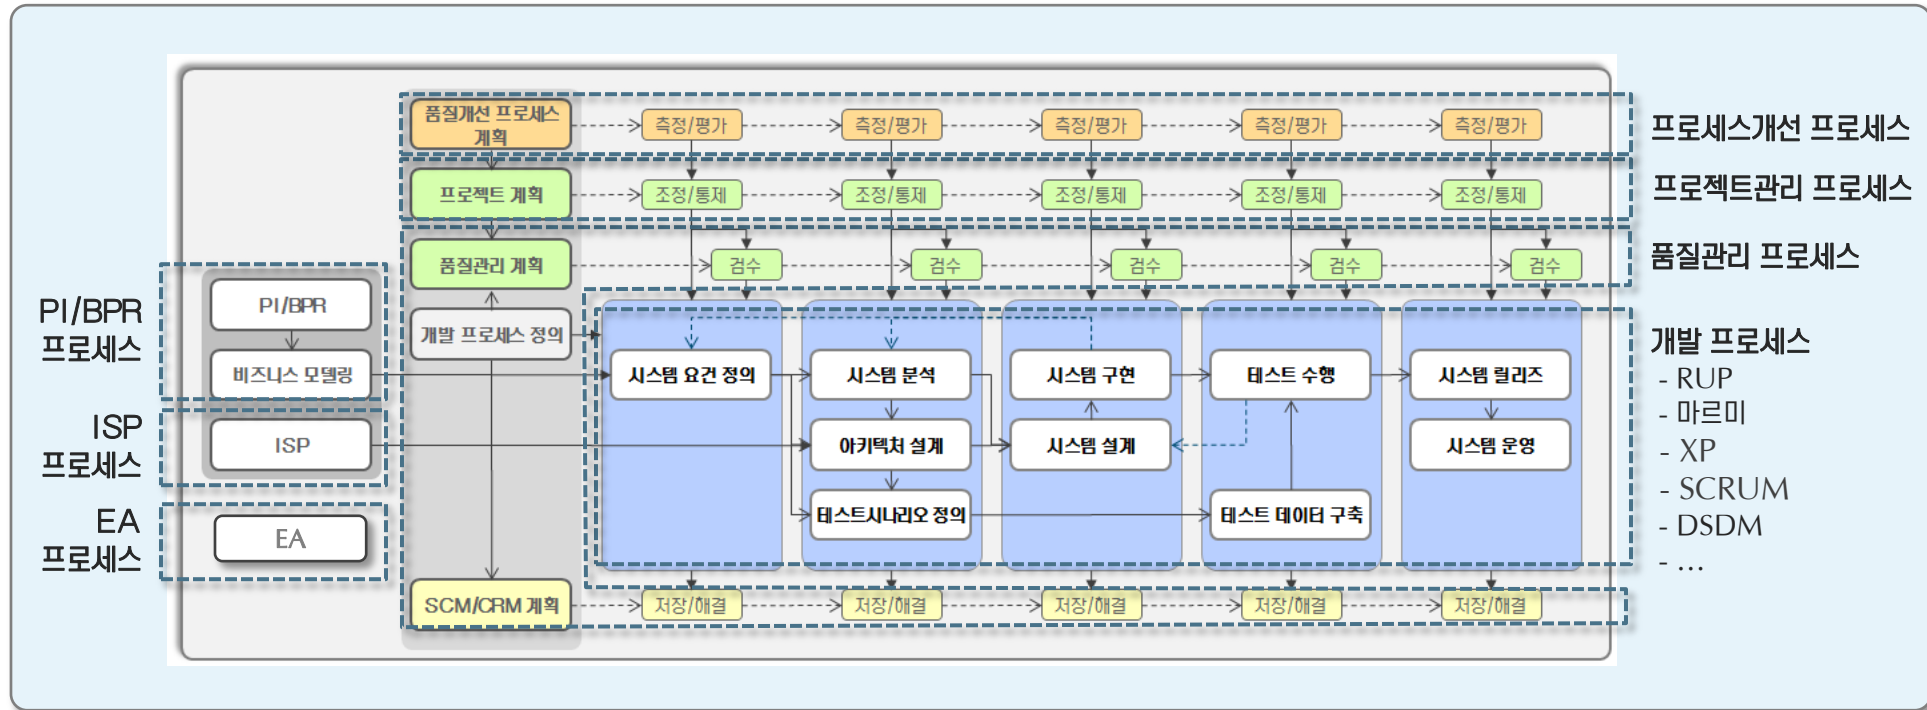 품질개선 프로세스
계획
측정/평가
측정/평가
측정/평가
측정/평가
측정/평가
프로세스개선 프로세스
프로젝트 계획
조정/통제
조정/통제
조정/통제
조정/통제
조정/통제
프로젝트관리 프로세스
품질관리 계획
검수
검수
검수
검수
검수
품질관리 프로세스
PI/BPR
프로세스
PI/BPR
비즈니스 모델링
개발 프로세스 정의
시스템 요건 정의
시스템 분석
시스템 구현
테스트 수행
시스템 릴리즈
ISP
프로세스
ISP
아키텍처 설계
시스템 설계
시스템 운영
테스트시나리오 정의
테스트 데이터 구축
EA
프로세스
EA
개발 프로세스
- RUP
- 마르미
- XP
- SCRUM
- DSDM
- ...
SCM/CRM 계획
저장/해결
저장/해결
저장/해결
저장/해결
저장/해결